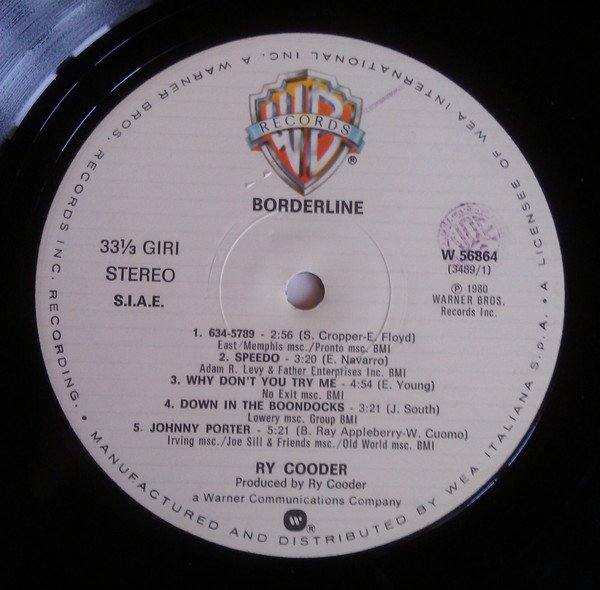 WB
RECORDS
®
BORDERLINE
33⅓ GIRI
STEREO
S.I.A.E.
W 56864
(3489/1)
℗ 1980
WARNER BROS.
Records Inc.
1. 634-5789 - 2:56 (S. Cropper-E. Floyd)
East/Memphis msc./Pronto msc. BMI
2. SPEEDO - 3:20 (E. Navarro)
Adam R. Levy & Father Enterprises Inc. BMI
3. WHY DON'T YOU TRY ME - 4:54 (E. Young)
No Exit msc. BMI
4. DOWN IN THE BOONDOCKS - 3:21 (J. South)
Lowery msc. Group BMI
5. JOHNNY PORTER - 5:21 (B. Ray Appleberry-W. Cuomo)
Irving msc./Joe Sill & Friends msc./Old World msc. BMI
RY COODER
Produced by Ry Cooder
a Warner Communications Company
®
• MANUFACTURED AND DISTRIBUTED BY WEA ITALIANA S.P.A. • A LICENSEE OF WEA INTERNATIONAL INC. A WARNER BROS. RECORDS INC. RECORDING.